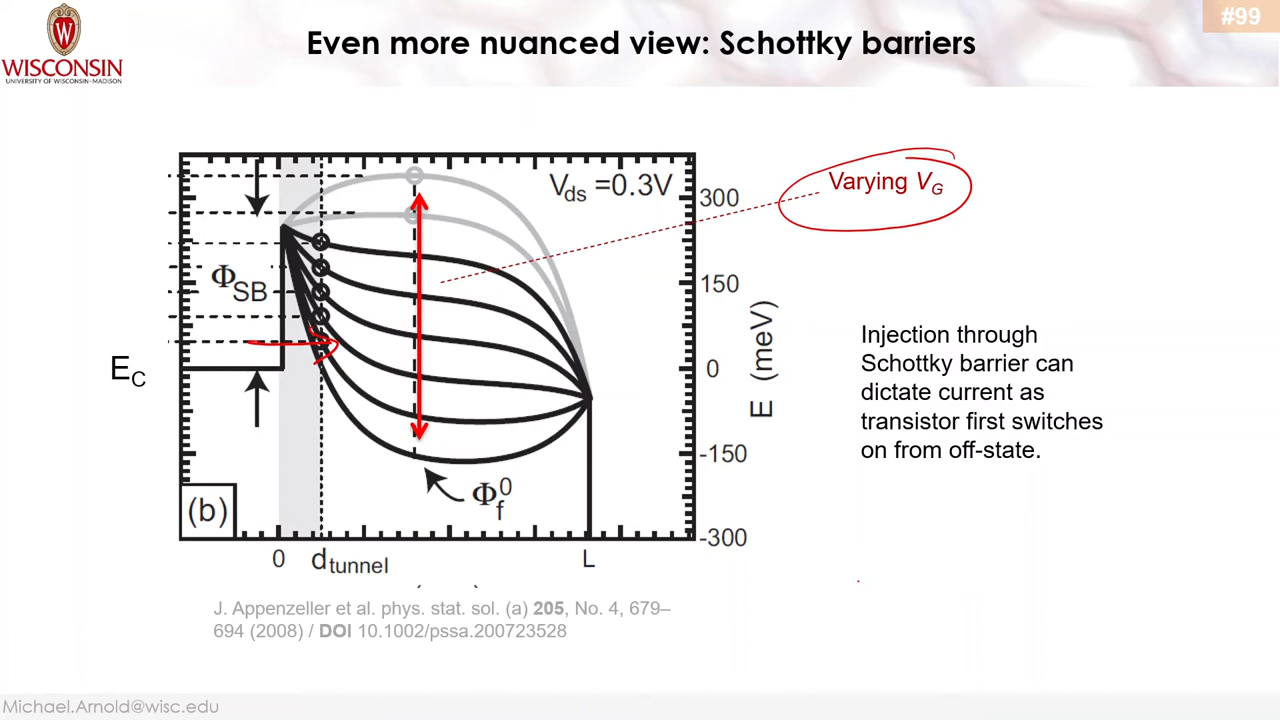 #99
WISCONSIN
UNIVERSITY OF WISCONSIN-MADISON
Even more nuanced view: Schottky barriers
Vds =0.3V
Varying VG
300
150
0
-150
-300
E (meV)
ΦSB
EC
Φf0
(b)
0
dtunnel
L
Injection through
Schottky barrier can
dictate current as
transistor first switches
on from off-state.
J. Appenzeller et al. phys. stat. sol. (a) 205, No. 4, 679–
694 (2008) / DOI 10.1002/pssa.200723528
Michael.Arnold@wisc.edu